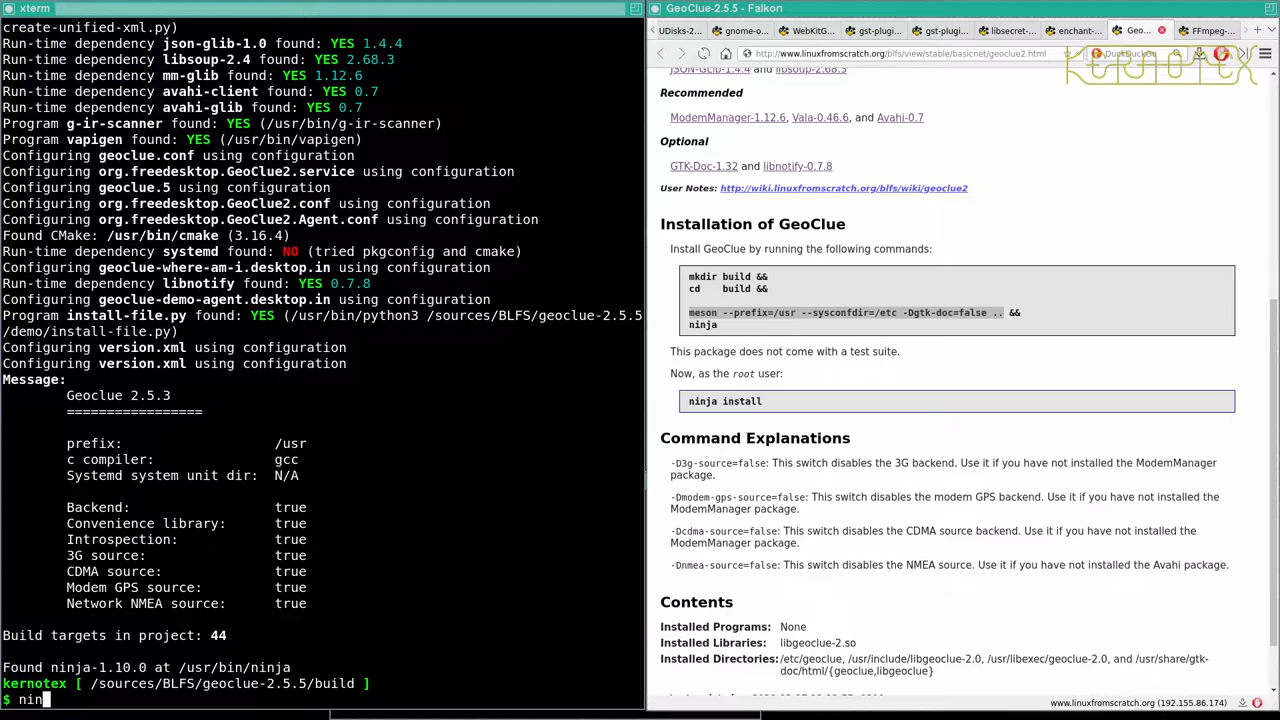 xterm
create-unified-xml.py)
Run-time dependency json-glib-1.0 found: YES 1.4.4
Run-time dependency libsoup-2.4 found: YES 2.68.3
Run-time dependency mm-glib found: YES 1.12.6
Run-time dependency avahi-client found: YES 0.7
Run-time dependency avahi-glib found: YES 0.7
Program g-ir-scanner found: YES (/usr/bin/g-ir-scanner)
Program vapigen found: YES (/usr/bin/vapigen)
Configuring geoclue.conf using configuration
Configuring org.freedesktop.GeoClue2.service using configuration
Configuring geoclue.5 using configuration
Configuring org.freedesktop.GeoClue2.conf using configuration
Configuring org.freedesktop.GeoClue2.Agent.conf using configuration
Found CMake: /usr/bin/cmake (3.16.4)
Run-time dependency systemd found: NO (tried pkgconfig and cmake)
Configuring geoclue-where-am-i.desktop.in using configuration
Run-time dependency libnotify found: YES 0.7.8
Configuring geoclue-demo-agent.desktop.in using configuration
Program install-file.py found: YES (/usr/bin/python3 /sources/BLFS/geoclue-2.5.5
/demo/install-file.py)
Configuring version.xml using configuration
Configuring version.xml using configuration
Message:
Geoclue 2.5.3
=================
prefix: /usr
c compiler: gcc
Systemd system unit dir: N/A
Backend: true
Convenience library: true
Introspection: true
3G source: true
CDMA source: true
Modem GPS source: true
Network NMEA source: true
Build targets in project: 44
Found ninja-1.10.0 at /usr/bin/ninja
kernotex [ /sources/BLFS/geoclue-2.5.5/build ]
$ nin
GeoClue-2.5.5 - Falkon
UDisks-2... gnome-o... WebKitG... gst-plugi... gst-plugi... libsecret-... enchant-... Geo... FFmpeg-...
http://www.linuxfromscratch.org/blfs/view/stable/basicnet/geoclue2.html DuckDuckGo
KERNOTEX
JSON-GLib-1.4.4 and libsoup-2.68.3
Recommended
ModemManager-1.12.6, Vala-0.46.6, and Avahi-0.7
Optional
GTK-Doc-1.32 and libnotify-0.7.8
User Notes: http://wiki.linuxfromscratch.org/blfs/wiki/geoclue2
Installation of GeoClue
Install GeoClue by running the following commands:
mkdir build &&
cd    build &&
meson --prefix=/usr --sysconfdir=/etc -Dgtk-doc=false .. &&
ninja
This package does not come with a test suite.
Now, as the root user:
ninja install
Command Explanations
-D3g-source=false: This switch disables the 3G backend. Use it if you have not installed the ModemManager
package.
-Dmodem-gps-source=false: This switch disables the modem GPS backend. Use it if you have not installed the
ModemManager package.
-Dcdma-source=false: This switch disables the CDMA source backend. Use it if you have not installed the
ModemManager package.
-Dnmea-source=false: This switch disables the NMEA source. Use it if you have not installed the Avahi package.
Contents
Installed Programs: None
Installed Libraries: libgeoclue-2.so
Installed Directories: /etc/geoclue, /usr/include/libgeoclue-2.0, /usr/libexec/geoclue-2.0, and /usr/share/gtk-
doc/html/{geoclue,libgeoclue}
www.linuxfromscratch.org (192.155.86.174)